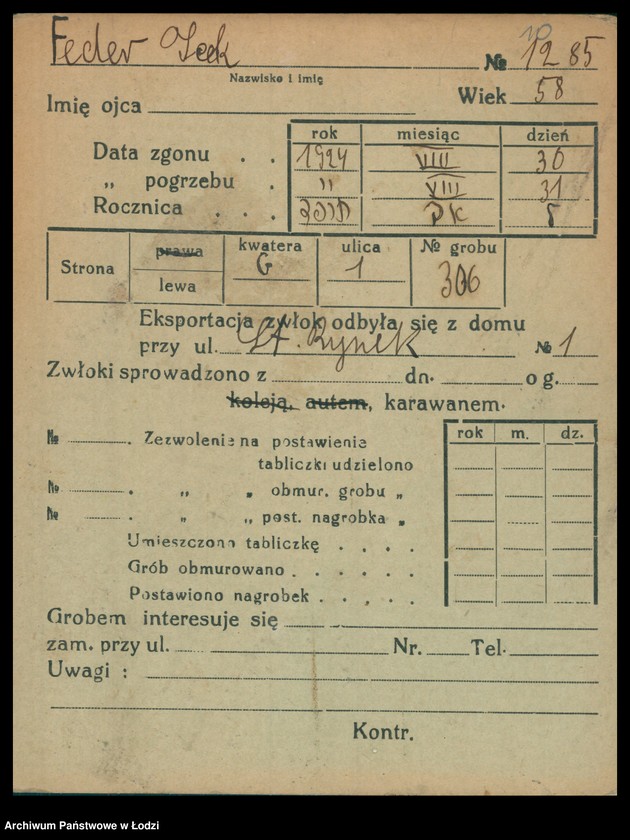 Feder Icek № 1285
Nazwisko i imię
Wiek 58
Imię ojca
rok miesiąc dzień
Data zgonu . . 1924 VIII 30
„ pogrzebu . " VIII 31
Rocznica . . .
Strona prawa kwatera ulica № grobu
lewa G 1 306
Eksportacja zwłok odbyła się z domu
przy ul. St. Rynek № 1
Zwłoki sprowadzono z dn. o g.
koleją, autem, karawanem.
rok m. dz.
№ . Zezwolenie na postawienie
tabliczki udzielono
№ . „ „ obmur. grobu „
№ . „ „ post. nagrobka „
Umieszczono tabliczkę . . . .
Grób obmurowano . . . . .
Postawiono nagrobek . . . .
Grobem interesuje się
zam. przy ul. Nr. Tel.
Uwagi :
Kontr.
Archiwum Państwowe w Łodzi